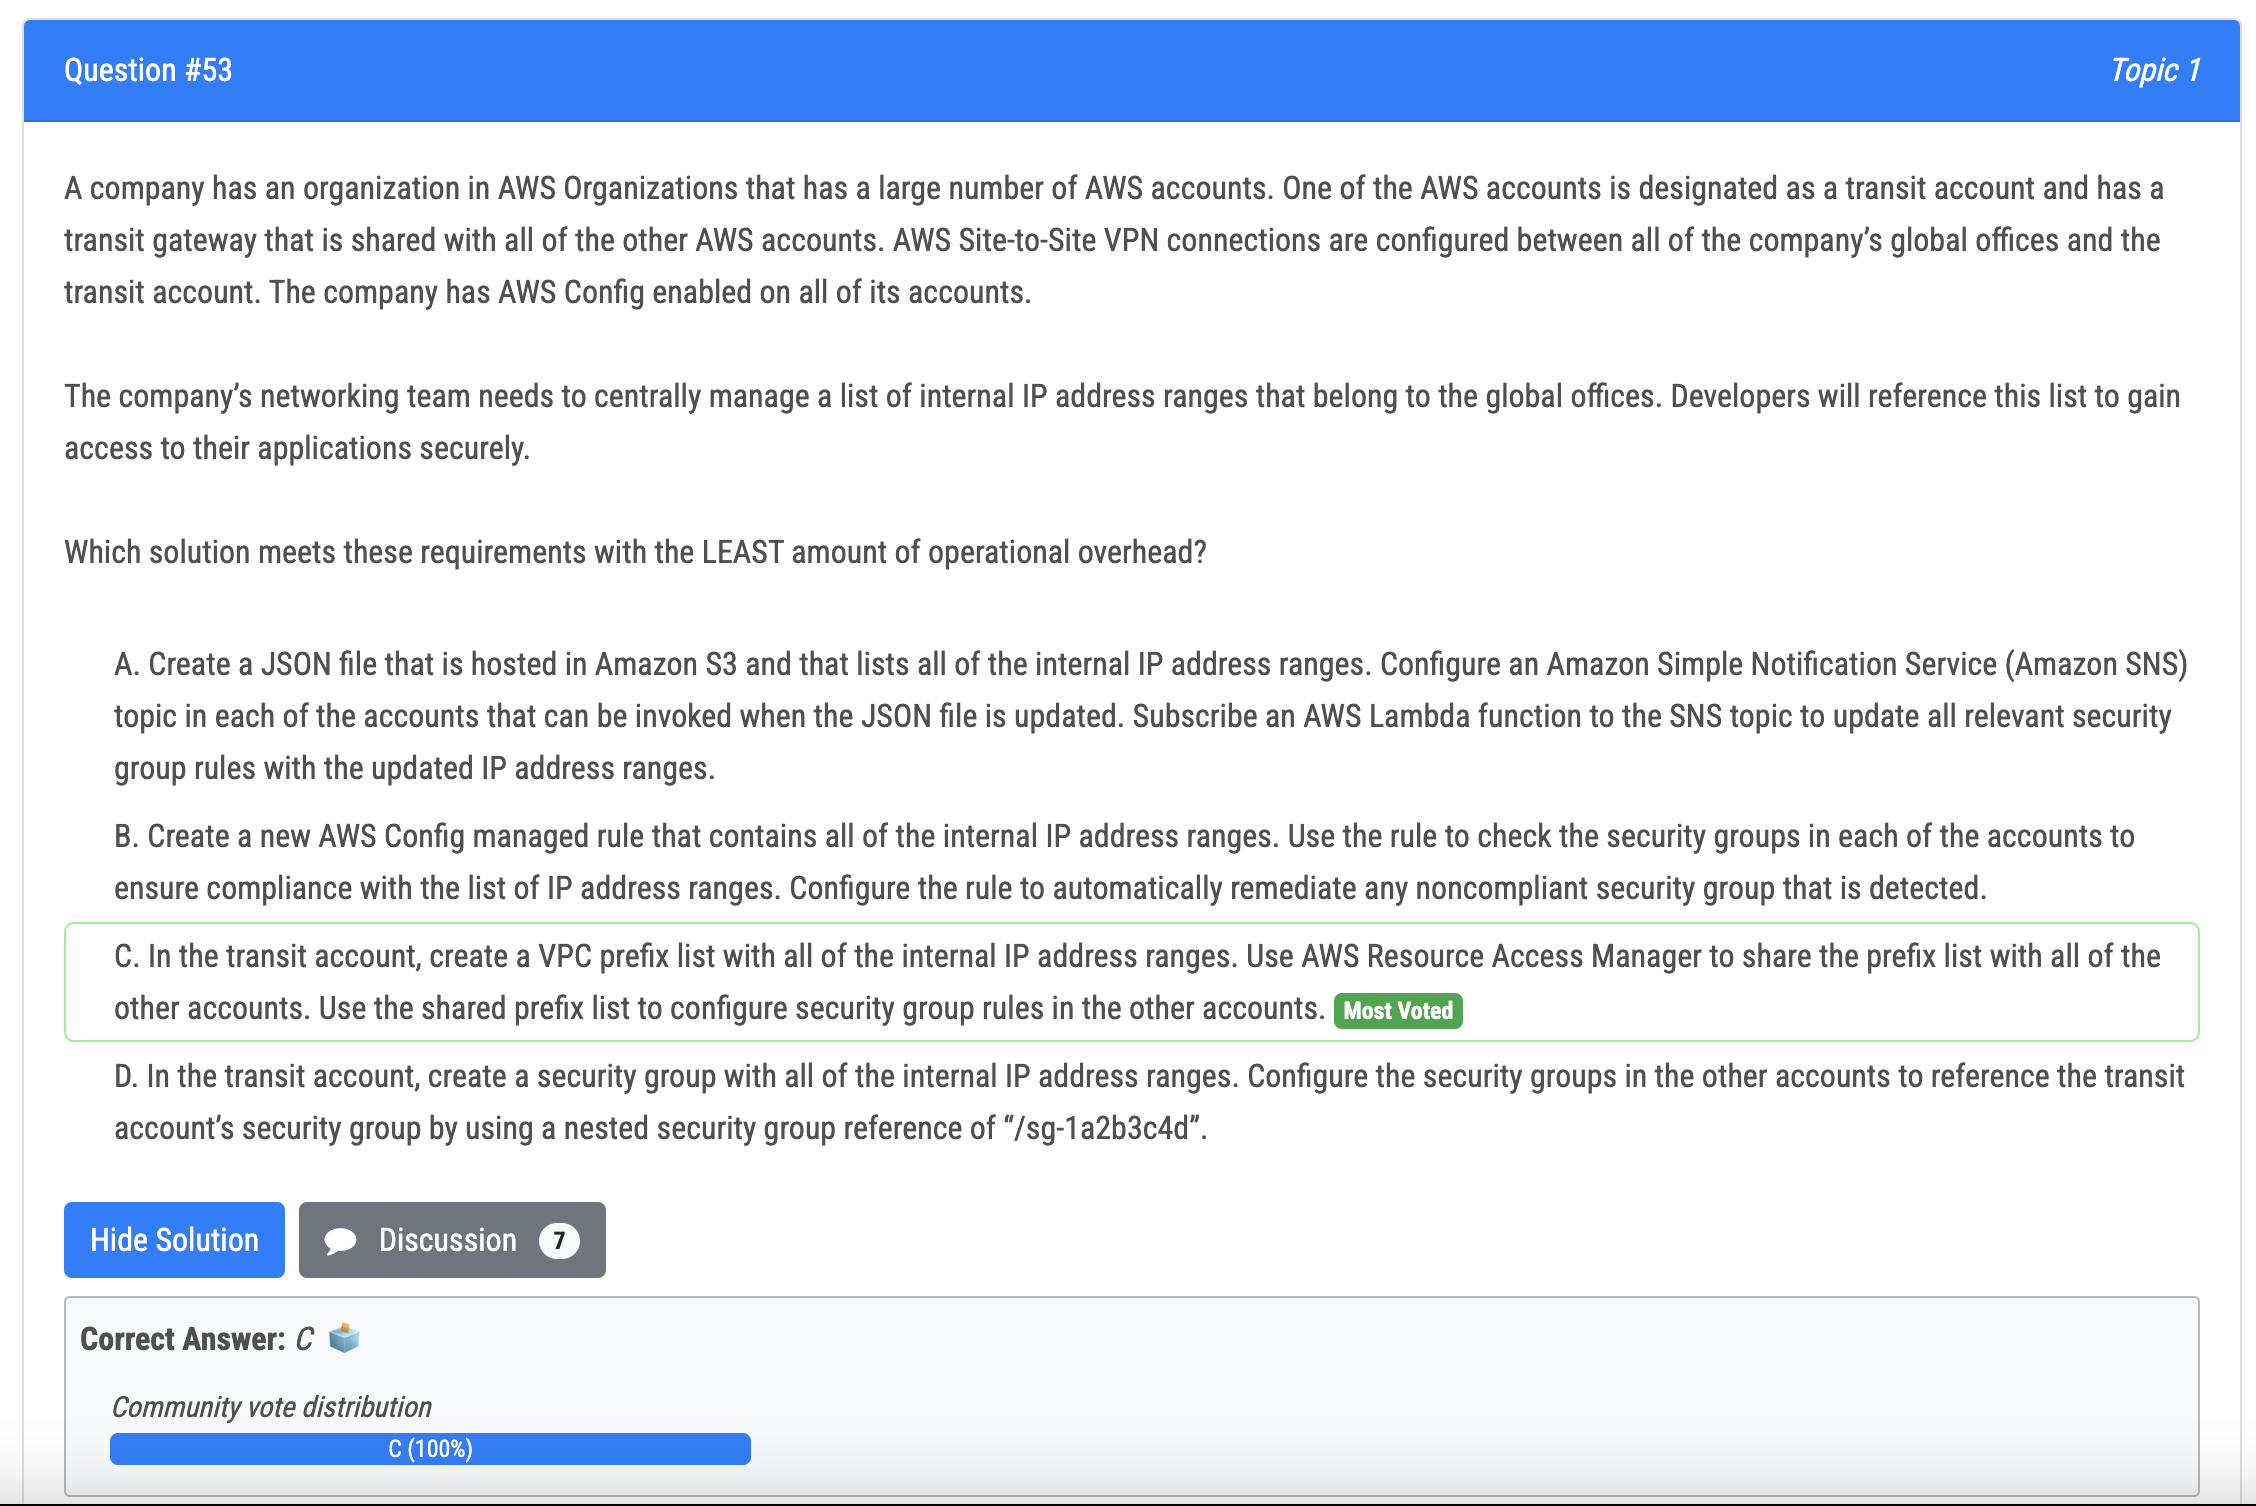 Question #53
Topic 1
A company has an organization in AWS Organizations that has a large number of AWS accounts. One of the AWS accounts is designated as a transit account and has a
transit gateway that is shared with all of the other AWS accounts. AWS Site-to-Site VPN connections are configured between all of the company’s global offices and the
transit account. The company has AWS Config enabled on all of its accounts.
The company’s networking team needs to centrally manage a list of internal IP address ranges that belong to the global offices. Developers will reference this list to gain
access to their applications securely.
Which solution meets these requirements with the LEAST amount of operational overhead?
A. Create a JSON file that is hosted in Amazon S3 and that lists all of the internal IP address ranges. Configure an Amazon Simple Notification Service (Amazon SNS)
topic in each of the accounts that can be invoked when the JSON file is updated. Subscribe an AWS Lambda function to the SNS topic to update all relevant security
group rules with the updated IP address ranges.
B. Create a new AWS Config managed rule that contains all of the internal IP address ranges. Use the rule to check the security groups in each of the accounts to
ensure compliance with the list of IP address ranges. Configure the rule to automatically remediate any noncompliant security group that is detected.
C. In the transit account, create a VPC prefix list with all of the internal IP address ranges. Use AWS Resource Access Manager to share the prefix list with all of the
other accounts. Use the shared prefix list to configure security group rules in the other accounts. Most Voted
D. In the transit account, create a security group with all of the internal IP address ranges. Configure the security groups in the other accounts to reference the transit
account’s security group by using a nested security group reference of “/sg-1a2b3c4d”.
Hide Solution
Discussion 7
Correct Answer: C
Community vote distribution
C (100%)